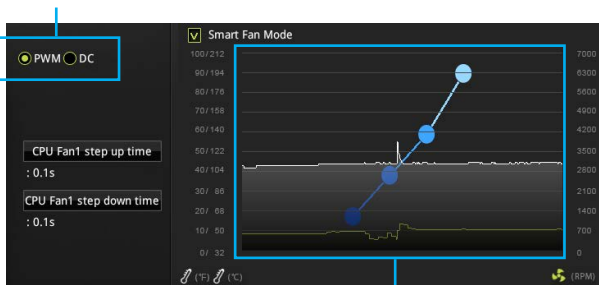 Smart Fan Mode
PWM DC
CPU Fan1 step up time
: 0.1s
CPU Fan1 step down time
: 0.1s
100/212 7000
90/194 6300
80/176 5600
70/158 4900
60/140 4200
50/122 3500
40/104 2800
30/ 86 2100
20/ 68 1400
10/ 50 700
0/ 32 0
(°F) (°C) (RPM)